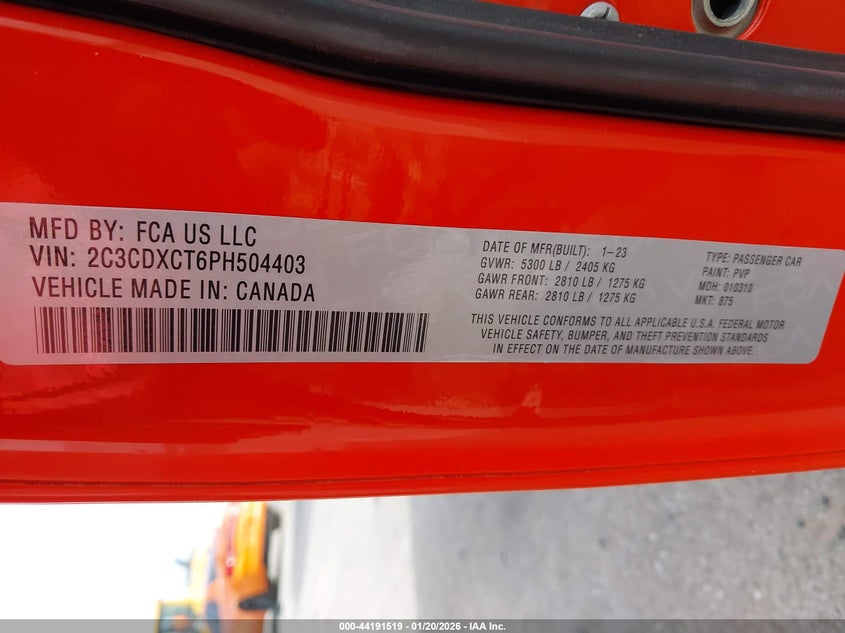 MFD BY: FCA US LLC
VIN: 2C3CDXCT6PH504403
VEHICLE MADE IN: CANADA
DATE OF MFR(BUILT): 1-23
GVWR: 5300 LB / 2405 KG
GAWR FRONT: 2810 LB / 1275 KG
GAWR REAR: 2810 LB / 1275 KG
TYPE: PASSENGER CAR
PAINT: PVP
MDH: 010310
MKT: 875
THIS VEHICLE CONFORMS TO ALL APPLICABLE U.S.A. FEDERAL MOTOR
VEHICLE SAFETY, BUMPER, AND THEFT PREVENTION STANDARDS
IN EFFECT ON THE DATE OF MANUFACTURE SHOWN ABOVE.
000-44191519 — 01/20/2026 — IAA Inc.